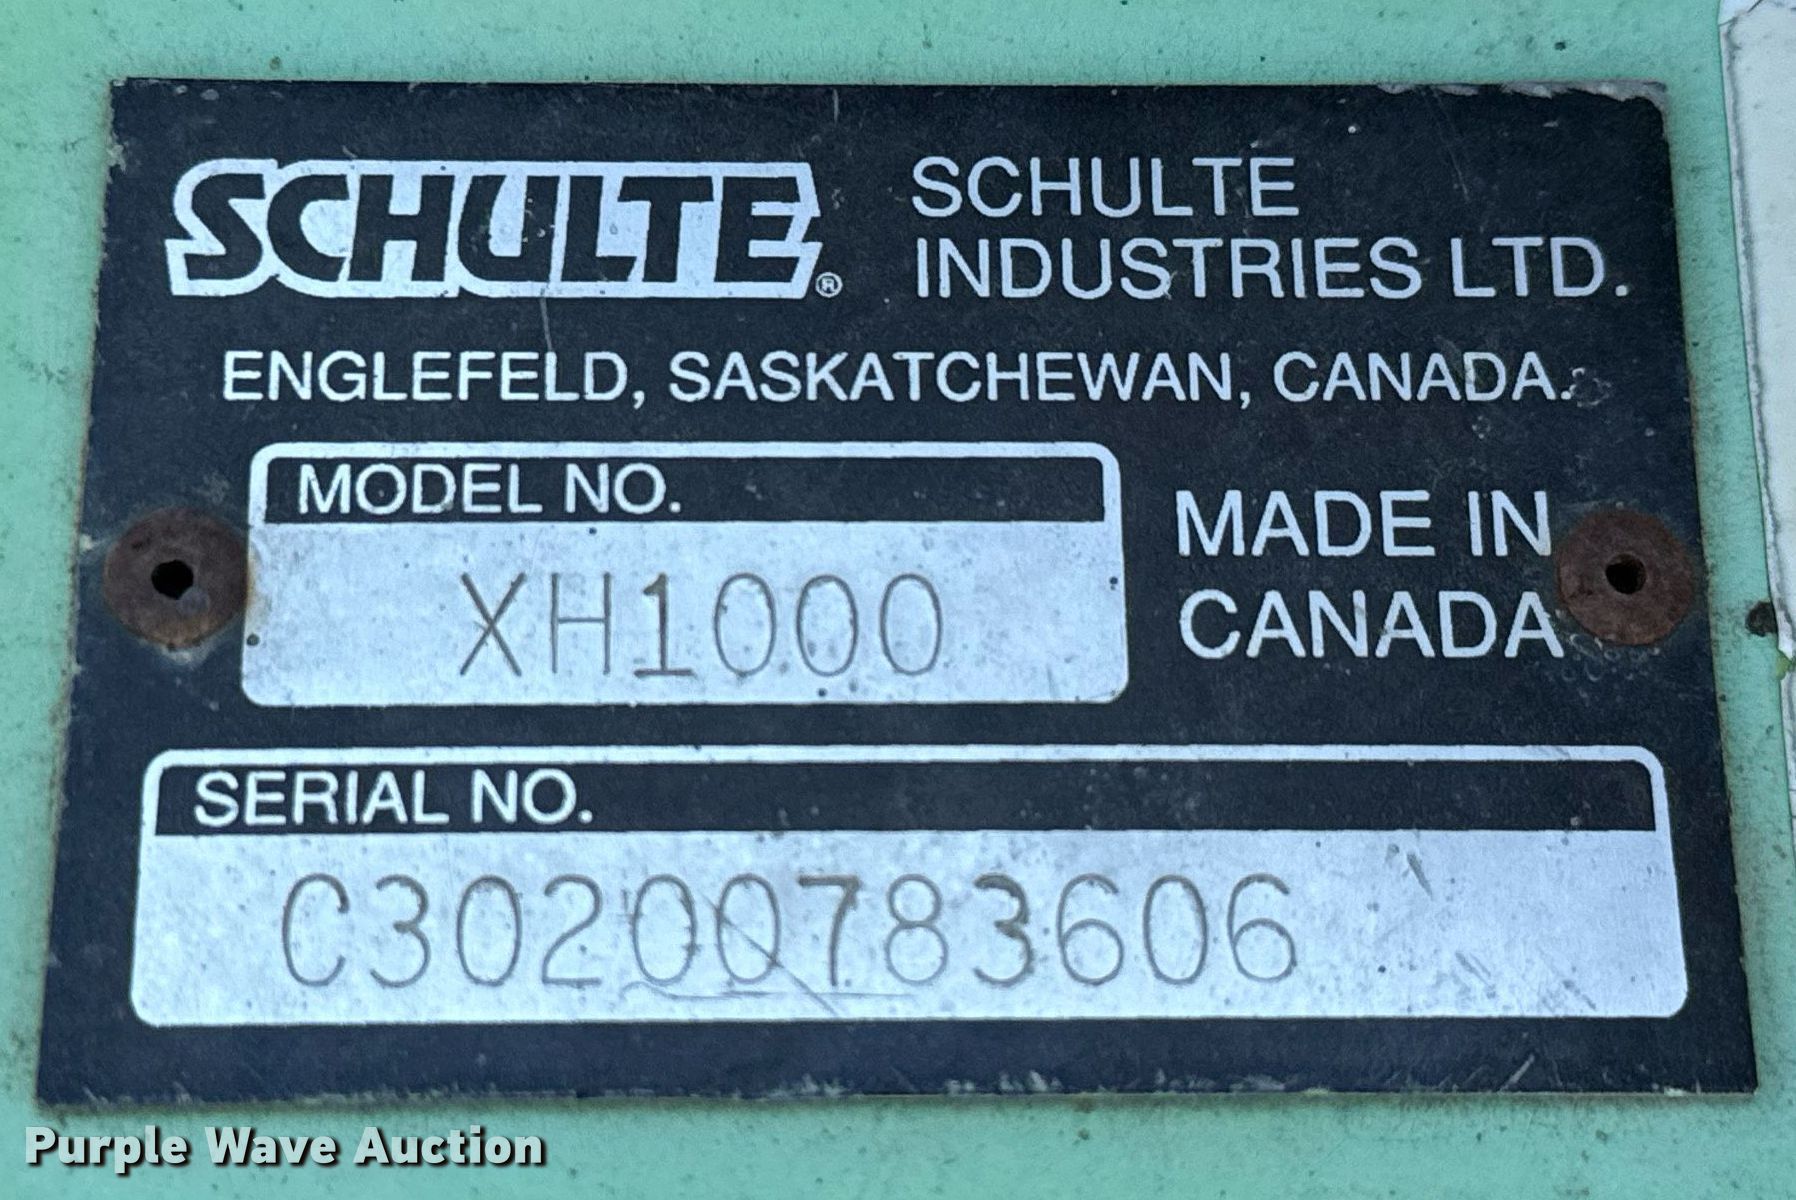 SCHULTE®
SCHULTE
INDUSTRIES LTD.
ENGLEFELD, SASKATCHEWAN, CANADA.
MODEL NO.
XH1000
MADE IN
CANADA
SERIAL NO.
C30200783606
Purple Wave Auction